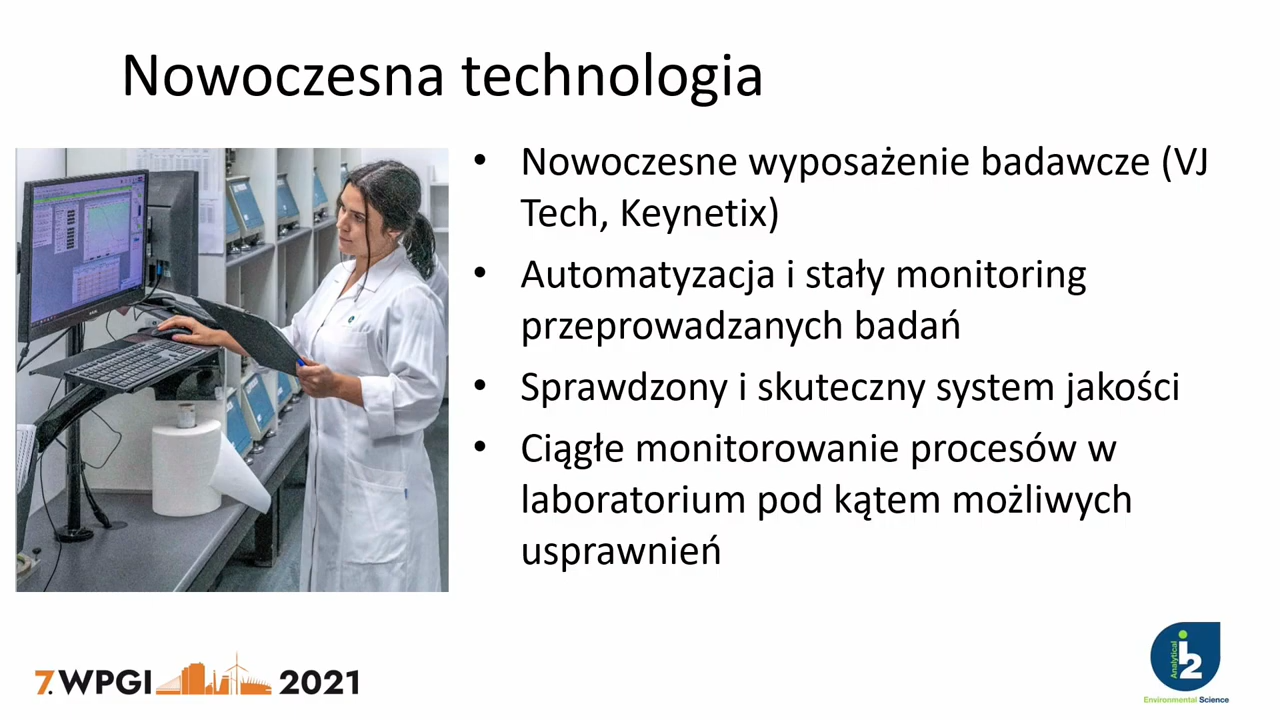 Nowoczesna technologia
• Nowoczesne wyposażenie badawcze (VJ
Tech, Keynetix)
• Automatyzacja i stały monitoring
przeprowadzanych badań
• Sprawdzony i skuteczny system jakości
• Ciągłe monitorowanie procesów w
laboratorium pod kątem możliwych
usprawnień
7. WPGI 2021
Analytical
i2
Environmental Science